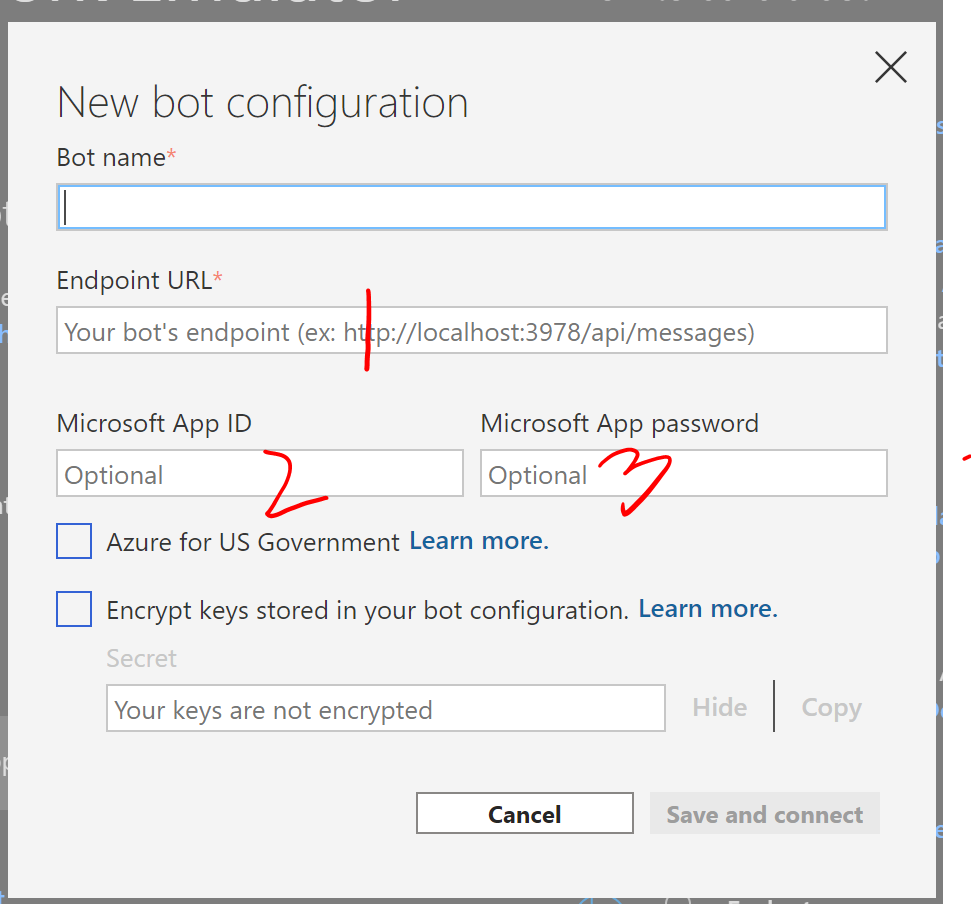 New bot configuration
Bot name*
Endpoint URL*
Your bot's endpoint (ex: http://localhost:3978/api/messages)
1
Microsoft App ID Microsoft App password
Optional 2 Optional 3
Azure for US Government Learn more.
Encrypt keys stored in your bot configuration. Learn more.
Secret
Your keys are not encrypted Hide Copy
Cancel Save and connect